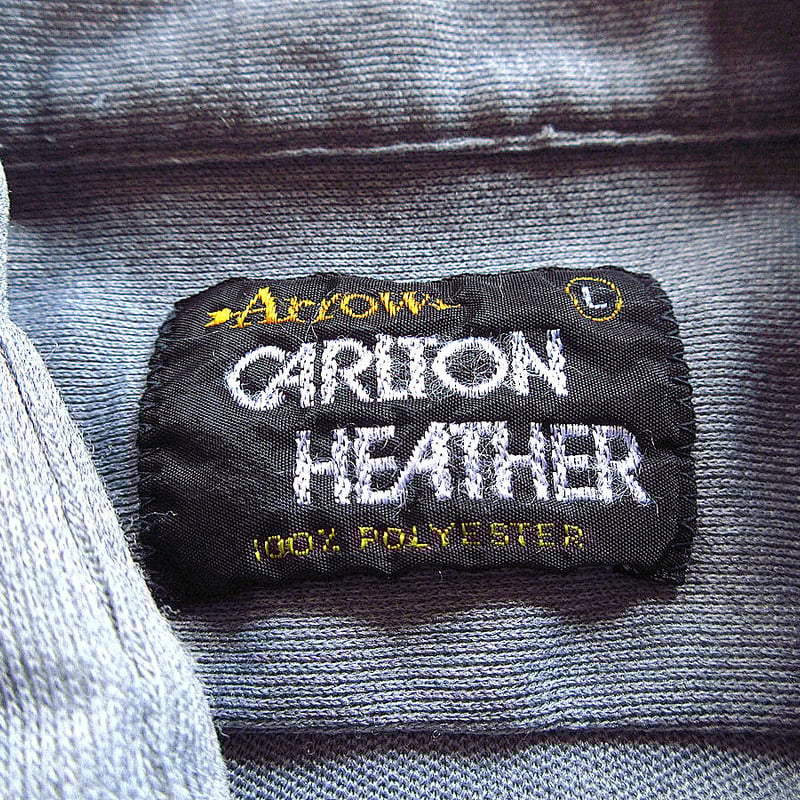 Arrow L
CARLTON
HEATHER
100% POLYESTER